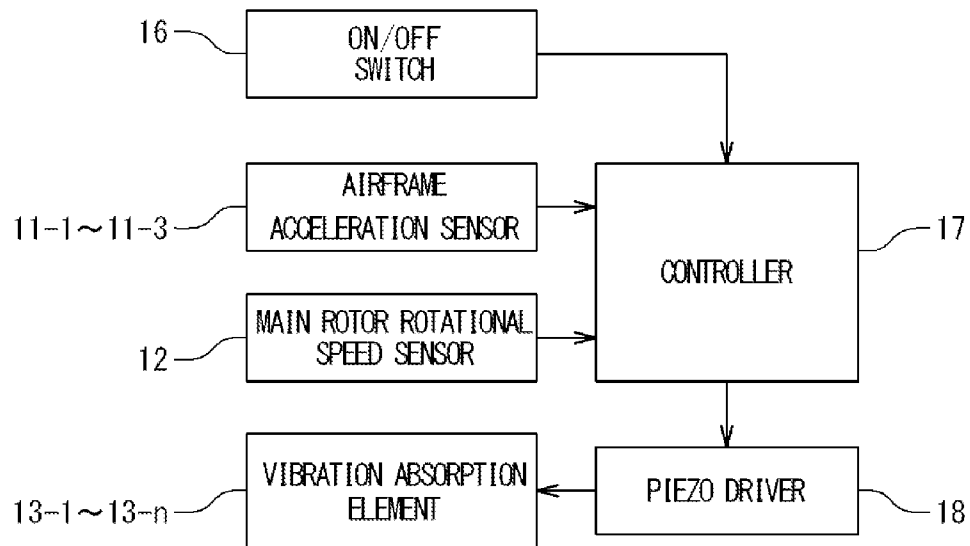 16
ON/OFF
SWITCH
AIRFRAME
ACCELERATION SENSOR
11-1～11-3
17
CONTROLLER
MAIN ROTOR ROTATIONAL
SPEED SENSOR
12
VIBRATION ABSORPTION
ELEMENT
13-1～13-n
PIEZO DRIVER
18